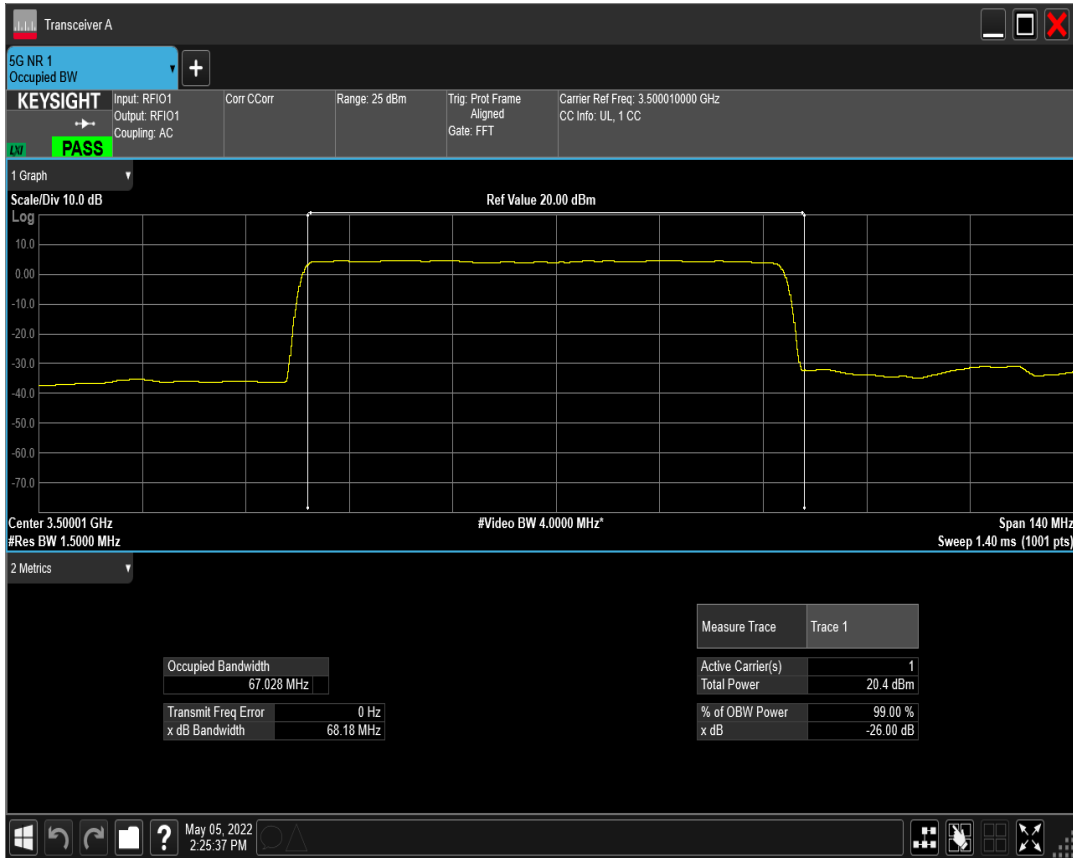 Transceiver A
5G NR 1
Occupied BW
KEYSIGHT
Input: RFIO1
Output: RFIO1
Coupling: AC
Corr CCorr
Range: 25 dBm
Trig: Prot Frame
Aligned
Gate: FFT
Carrier Ref Freq: 3.500010000 GHz
CC Info: UL, 1 CC
LXI
PASS
1 Graph
Scale/Div 10.0 dB
Ref Value 20.00 dBm
Log
10.0
0.00
-10.0
-20.0
-30.0
-40.0
-50.0
-60.0
-70.0
Center 3.50001 GHz
#Video BW 4.0000 MHz*
Span 140 MHz
#Res BW 1.5000 MHz
Sweep 1.40 ms (1001 pts)
2 Metrics
Measure Trace Trace 1
Occupied Bandwidth
67.028 MHz
Active Carrier(s) 1
Total Power 20.4 dBm
Transmit Freq Error 0 Hz
x dB Bandwidth 68.18 MHz
% of OBW Power 99.00 %
x dB -26.00 dB
May 05, 2022
2:25:37 PM